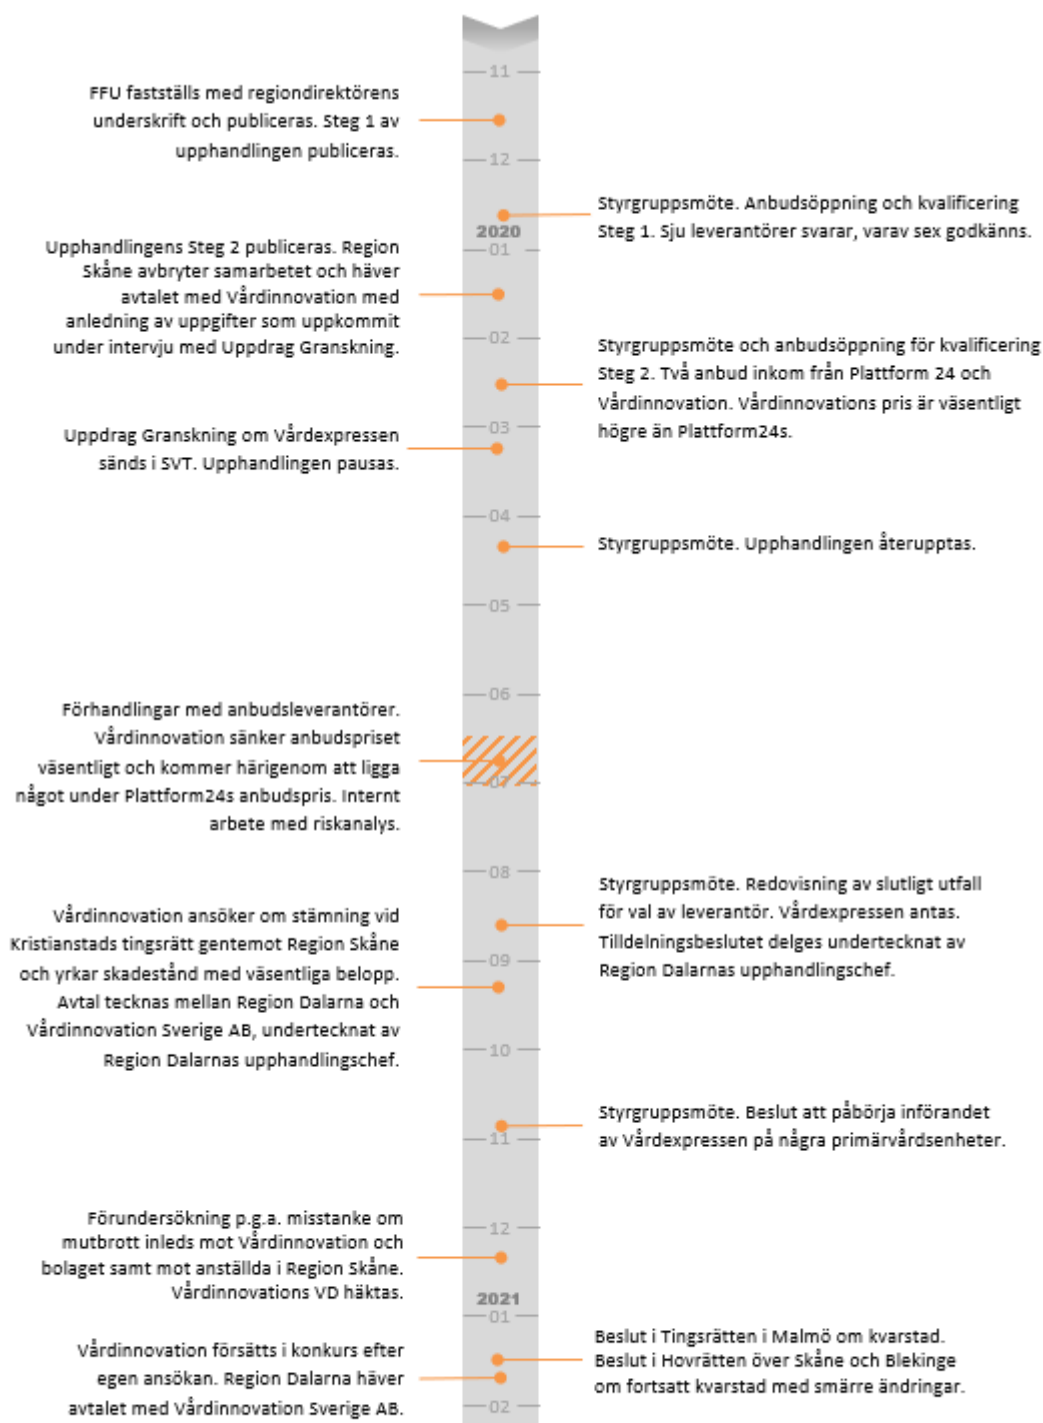 11
FFU fastställs med regiondirektörens
underskrift och publiceras. Steg 1 av
upphandlingen publiceras.
12
Styrgruppsmöte. Anbudsöppning och kvalificering
Steg 1. Sju leverantörer svarar, varav sex godkänns.
2020
01
Upphandlingens Steg 2 publiceras. Region
Skåne avbryter samarbetet och häver
avtalet med Vårdinnovation med
anledning av uppgifter som uppkommit
under intervju med Uppdrag Granskning.
02
Styrgruppsmöte och anbudsöppning för kvalificering
Steg 2. Två anbud inkom från Plattform 24 och
Vårdinnovation. Vårdinnovations pris är väsentligt
högre än Plattform24s.
03
Uppdrag Granskning om Vårdexpressen
sänds i SVT. Upphandlingen pausas.
04
Styrgruppsmöte. Upphandlingen återupptas.
05
06
Förhandlingar med anbudsleverantörer.
Vårdinnovation sänker anbudspriset
väsentligt och kommer härigenom att ligga
något under Plattform24s anbudspris. Internt
arbete med riskanalys.
07
08
Styrgruppsmöte. Redovisning av slutligt utfall
för val av leverantör. Vårdexpressen antas.
Tilldelningsbeslutet delges undertecknat av
Region Dalarnas upphandlingschef.
09
Vårdinnovation ansöker om stämning vid
Kristianstads tingsrätt gentemot Region Skåne
och yrkar skadestånd med väsentliga belopp.
Avtal tecknas mellan Region Dalarna och
Vårdinnovation Sverige AB, undertecknat av
Region Dalarnas upphandlingschef.
10
Styrgruppsmöte. Beslut att påbörja införandet
av Vårdexpressen på några primärvårdsenheter.
11
12
Förundersökning p.g.a. misstanke om
mutbrott inleds mot Vårdinnovation och
bolaget samt mot anställda i Region Skåne.
Vårdinnovations VD häktas.
2021
01
Beslut i Tingsrätten i Malmö om kvarstad.
Beslut i Hovrätten över Skåne och Blekinge
om fortsatt kvarstad med smärre ändringar.
Vårdinnovation försätts i konkurs efter
egen ansökan. Region Dalarna häver
avtalet med Vårdinnovation Sverige AB.
02